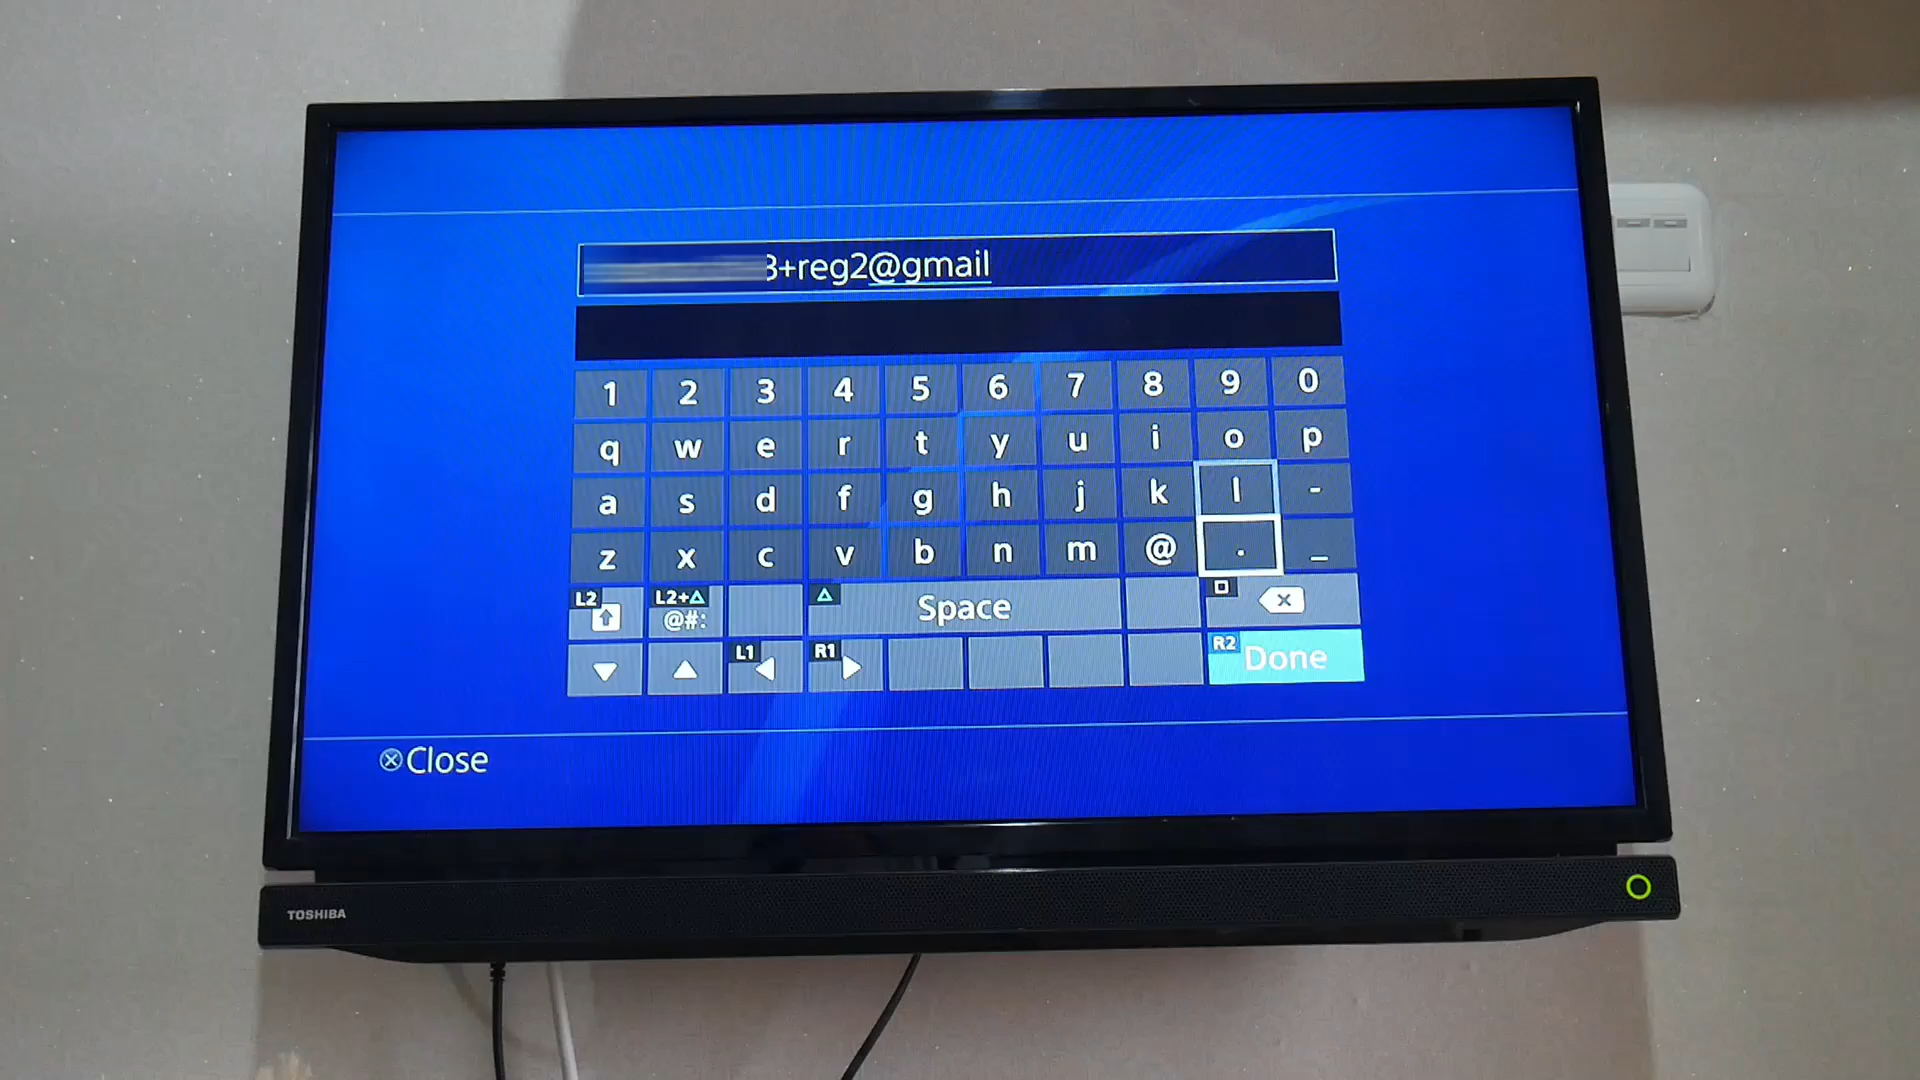 3+reg2@gmail
1 2 3 4 5 6 7 8 9 0
q w e r t y u i o p
a s d f g h j k l -
z x c v b n m @ . _
L2 L2+△ @#: △ Space □
L1 R1 R2 Done
Close
TOSHIBA